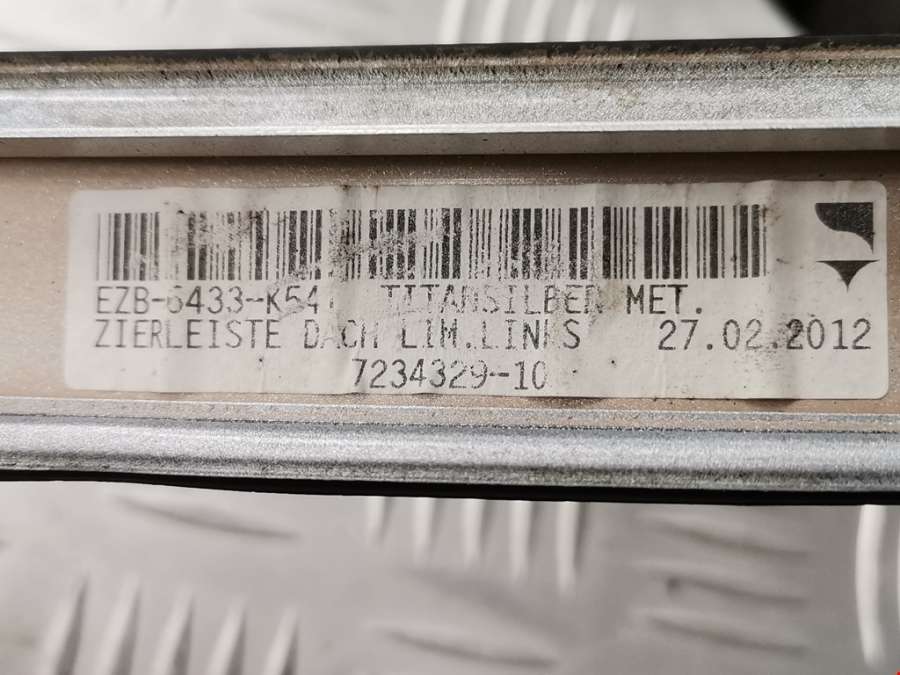 EZB-6433-K54 TITANSILBER MET.
ZIERLEISTE DACH LIM.LINKS 27.02.2012
7234329-10